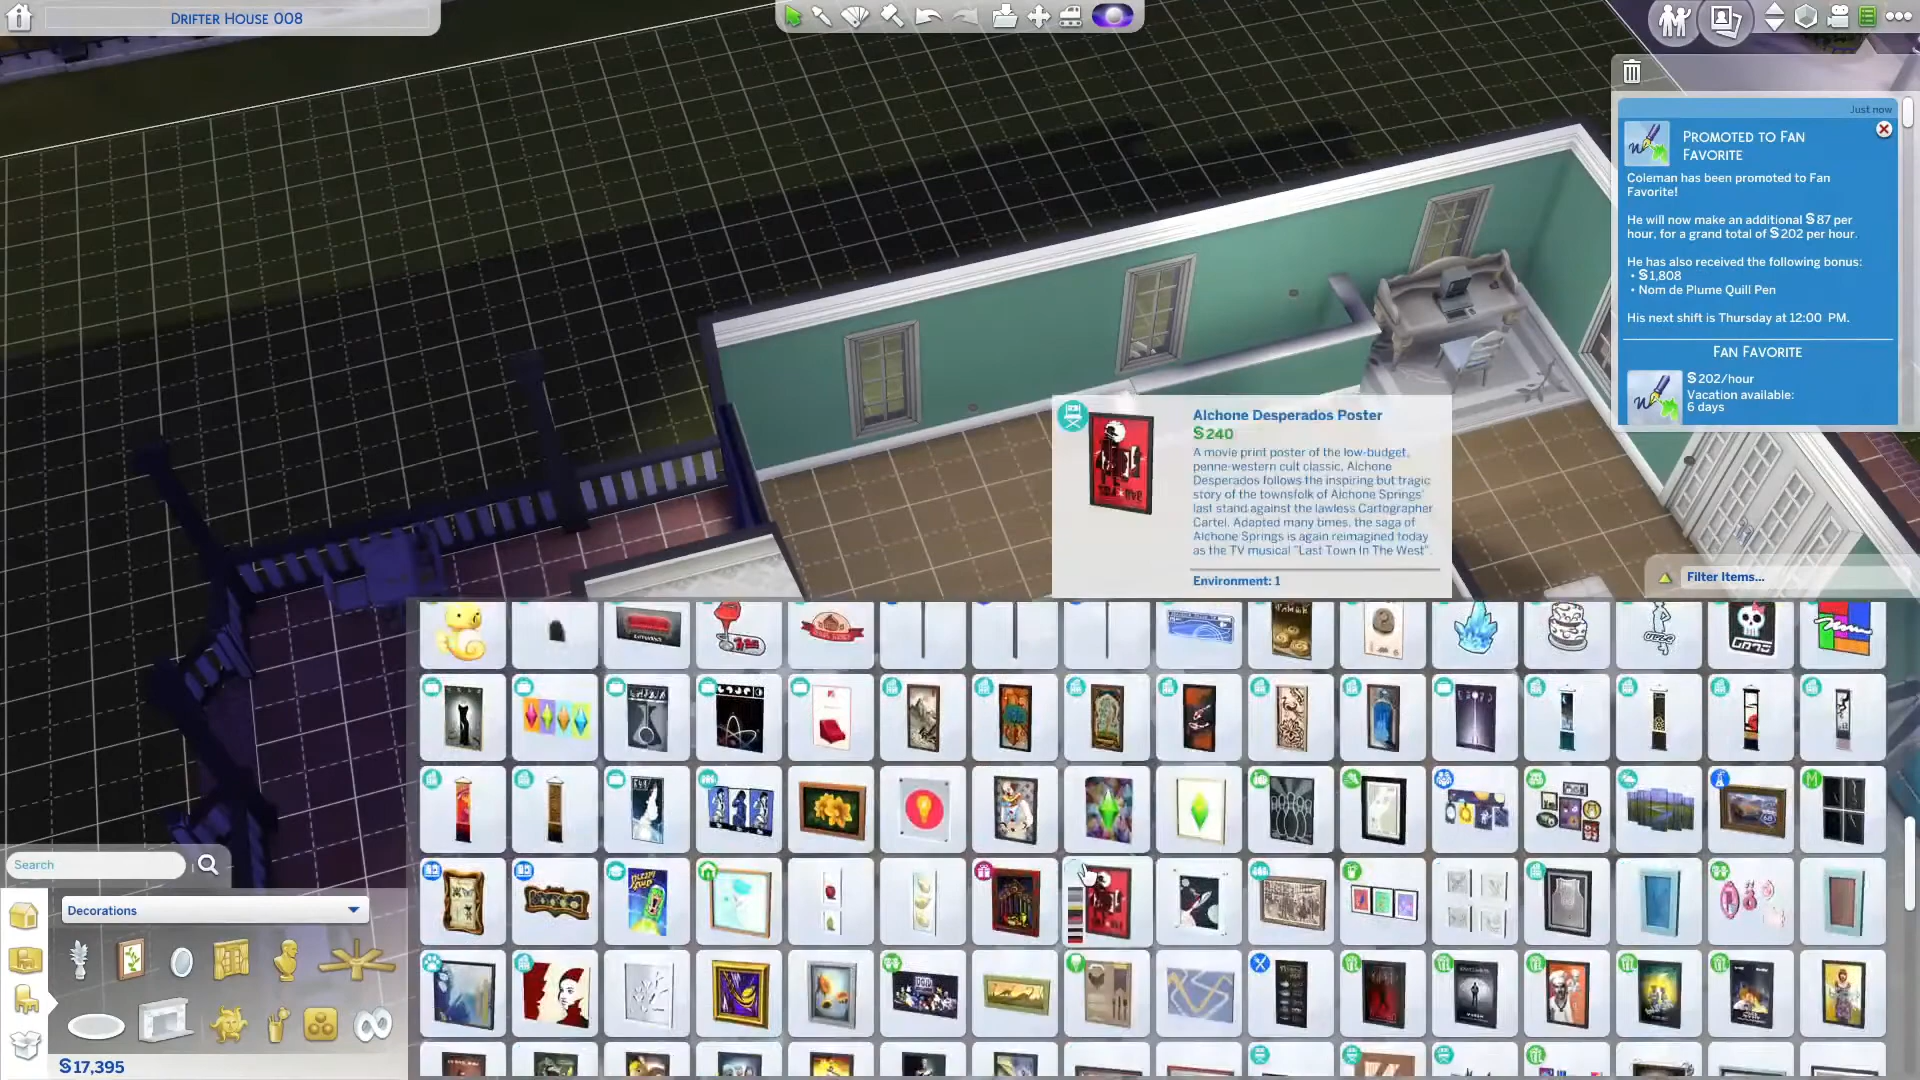 DRIFTER HOUSE 008
Just now
PROMOTED TO FAN
FAVORITE
Coleman has been promoted to Fan
Favorite!
He will now make an additional §87 per
hour, for a grand total of §202 per hour.
He has also received the following bonus:
• §1,808
• Nom de Plume Quill Pen
His next shift is Thursday at 12:00 PM.
FAN FAVORITE
§202/hour
Vacation available:
6 days
Alchone Desperados Poster
§240
A movie print poster of the low-budget,
penne-western cult classic, Alchone
Desperados follows the inspiring but tragic
story of the townsfolk of Alchone Springs'
last stand against the lawless Cartographer
Cartel. Adapted many times, the saga of
Alchone Springs is again reimagined today
as the TV musical "Last Town In The West".
Environment: 1
Filter Items...
Search
Decorations
§17,395